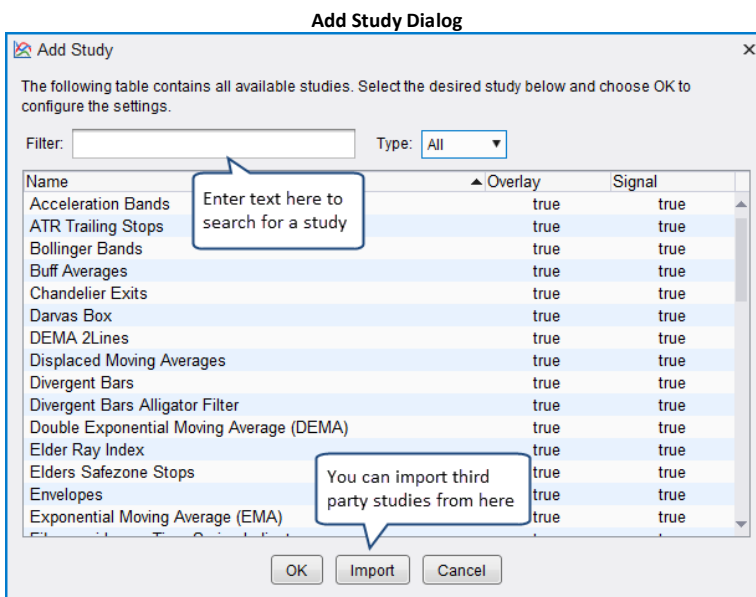 Add Study Dialog
Add Study
The following table contains all available studies. Select the desired study below and choose OK to
configure the settings.
Filter: Type: All
Enter text here to
search for a study
Name Overlay Signal
Acceleration Bands true true
ATR Trailing Stops true true
Bollinger Bands true true
Buff Averages true true
Chandelier Exits true true
Darvas Box true true
DEMA 2Lines true true
Displaced Moving Averages true true
Divergent Bars true true
Divergent Bars Alligator Filter true true
Double Exponential Moving Average (DEMA) true true
Elder Ray Index true true
Elders Safezone Stops true true
Envelopes true true
Exponential Moving Average (EMA) true true
You can import third
party studies from here
OK Import Cancel